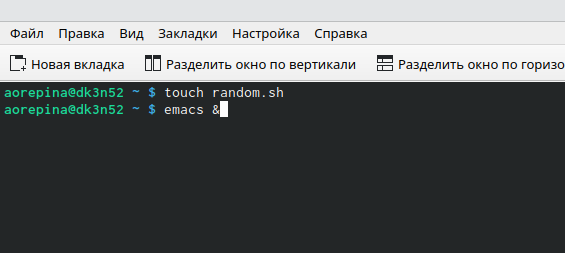 Файл Правка Вид Закладки Настройка Справка
Новая вкладка Разделить окно по вертикали Разделить окно по горизо
aorepina@dk3n52 ~ $ touch random.sh
aorepina@dk3n52 ~ $ emacs &